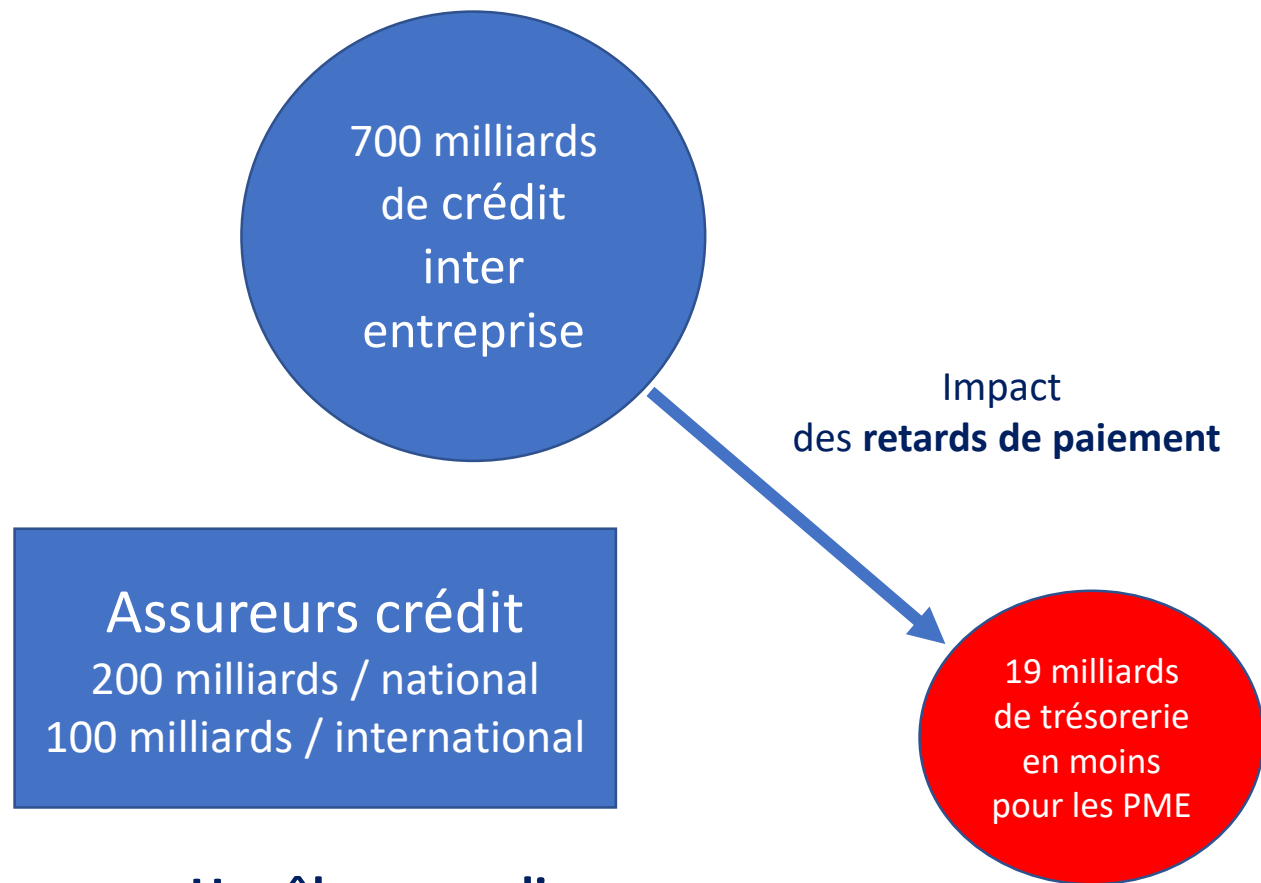 700 milliards
de crédit
inter
entreprise
Impact
des retards de paiement
Assureurs crédit
200 milliards / national
100 milliards / international
19 milliards
de trésorerie
en moins
pour les PME